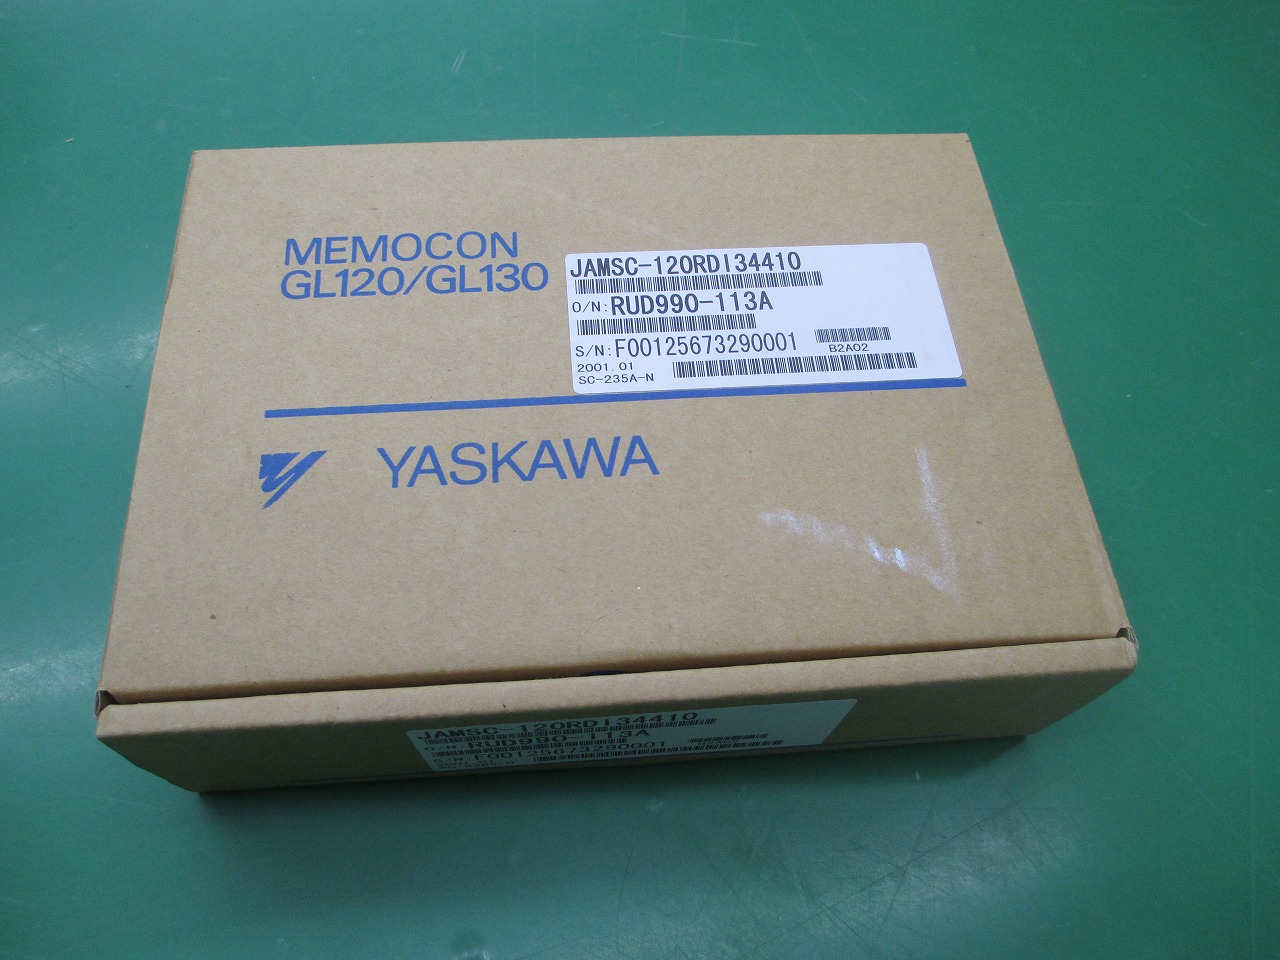 MEMOCON
GL120/GL130
JAMSC-120RDI34410
O/N:RUD990-113A
S/N:F00125673290001
B2A02
2001.01
SC-235A-N
YASKAWA
JAMSC-120RDI34410
O/N:RUD990-113A
S/N:F00125673290001